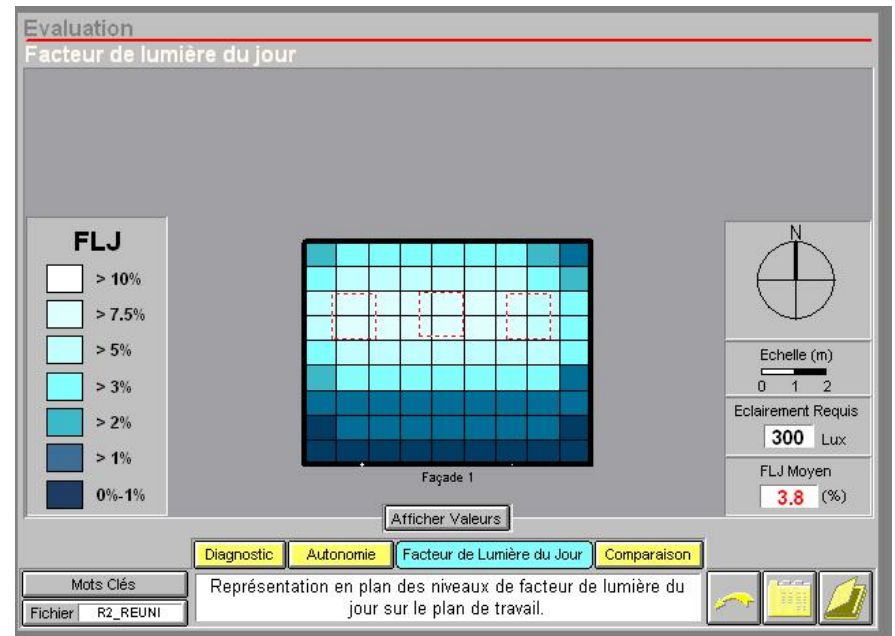 Evaluation
Facteur de lumière du jour
FLJ
> 10%
> 7.5%
> 5%
> 3%
> 2%
> 1%
0%-1%
Façade 1
N
Echelle (m)
0 1 2
Eclairement Requis
300 Lux
FLJ Moyen
3.8 (%)
Afficher Valeurs
Diagnostic Autonomie Facteur de Lumière du Jour Comparaison
Mots Clés
Fichier R2_REUNI
Représentation en plan des niveaux de facteur de lumière du
jour sur le plan de travail.